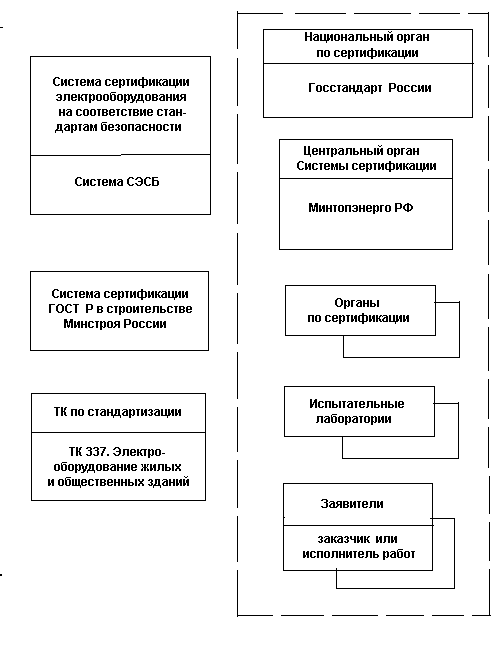 Система сертификации
электрооборудования
на соответствие стан-
дартам безопасности
Система СЭСБ
Система сертификации
ГОСТ Р в строительстве
Минстроя России
ТК по стандартизации
ТК 337. Электро-
оборудование жилых
и общественных зданий
Национальный орган
по сертификации
Госстандарт России
Центральный орган
Системы сертификации
Минтопэнерго РФ
Органы
по сертификации
Испытательные
лаборатории
Заявители
заказчик или
исполнитель работ